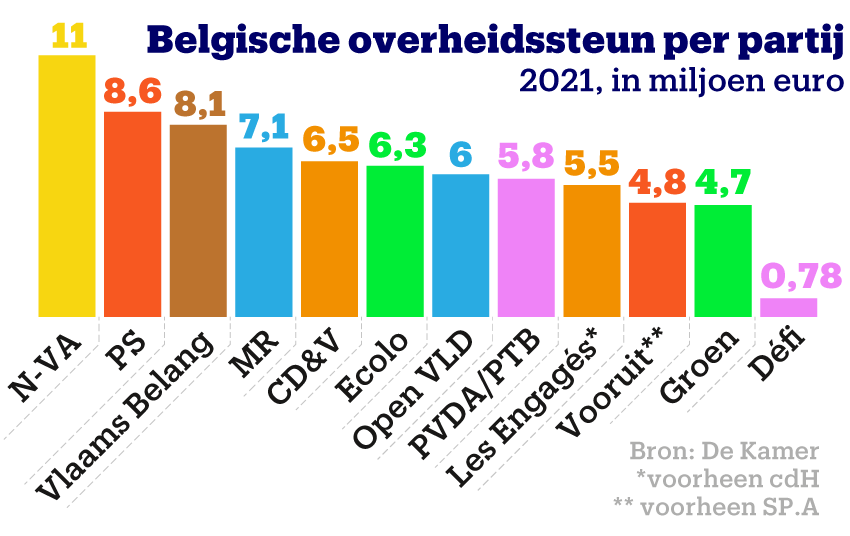 Belgische overheidssteun per partij
2021, in miljoen euro
11
8,6
8,1
7,1
6,5
6,3
6
5,8
5,5
4,8
4,7
0,78
N-VA
PS
Vlaams Belang
MR
CD&V
Ecolo
Open VLD
PVDA/PTB
Les Engagés*
Vooruit**
Groen
Défi
Bron: De Kamer
*voorheen cdH
** voorheen SP.A